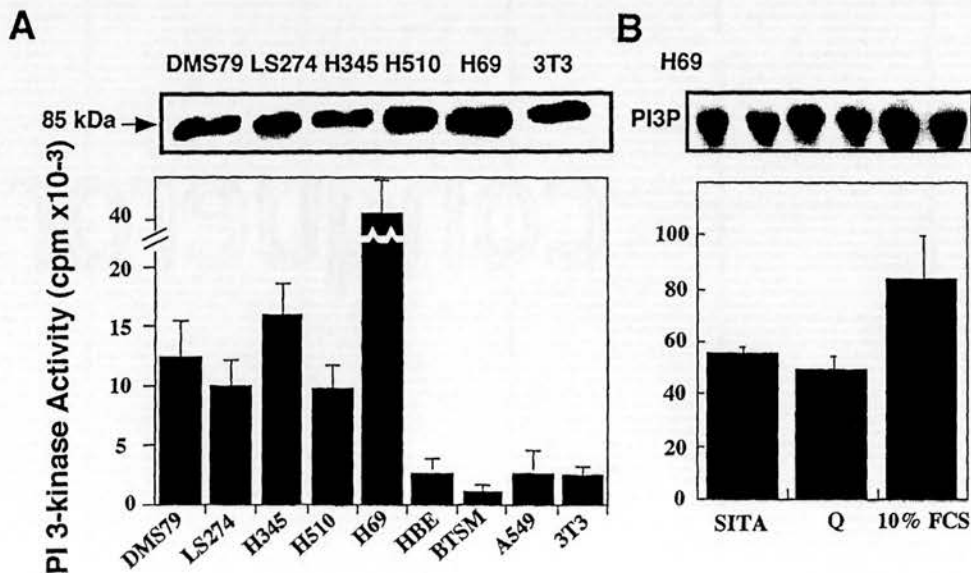 A
DMS79 LS274 H345 H510 H69 3T3
85 kDa
PI 3-kinase Activity (cpm x10-3)
40
20
15
10
5
0
DMS79 LS274 H345 H510 H69 HBE BTSM A549 3T3
B
H69
PI3P
100
80
60
40
20
0
SITA Q 10% FCS